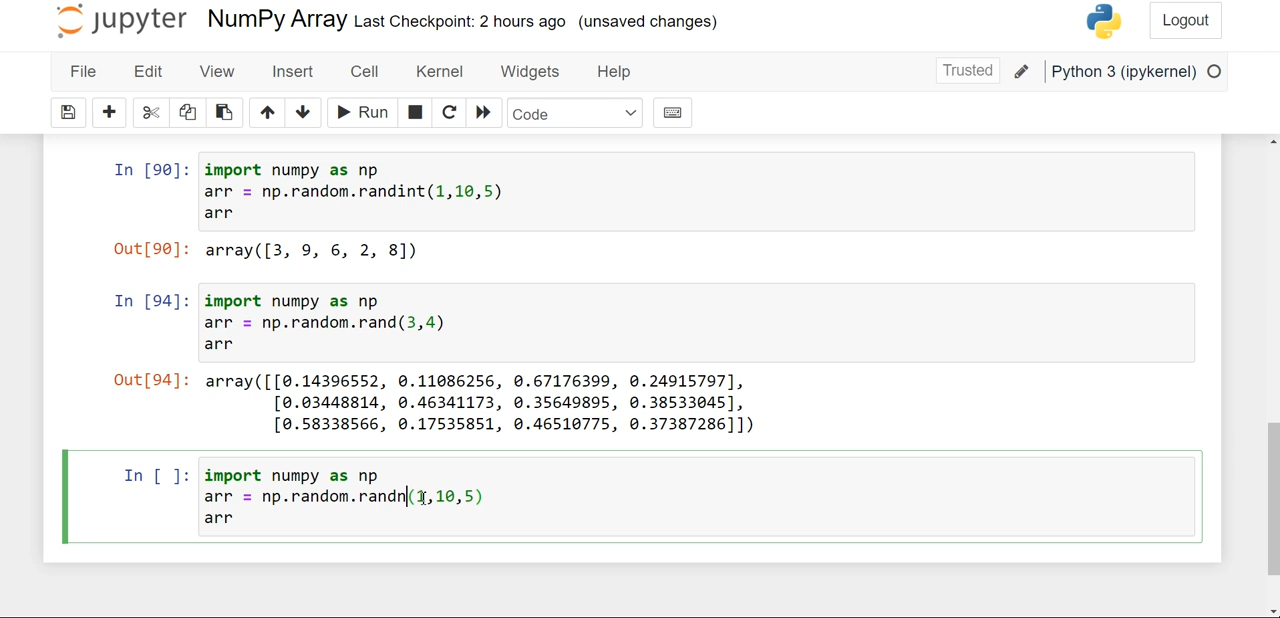 jupyter NumPy Array Last Checkpoint: 2 hours ago (unsaved changes) Logout
File Edit View Insert Cell Kernel Widgets Help Trusted Python 3 (ipykernel)
Run Code
In [90]: import numpy as np
arr = np.random.randint(1,10,5)
arr
Out[90]: array([3, 9, 6, 2, 8])
In [94]: import numpy as np
arr = np.random.rand(3,4)
arr
Out[94]: array([[0.14396552, 0.11086256, 0.67176399, 0.24915797],
[0.03448814, 0.46341173, 0.35649895, 0.38533045],
[0.58338566, 0.17535851, 0.46510775, 0.37387286]])
In [ ]: import numpy as np
arr = np.random.randn(1,10,5)
arr